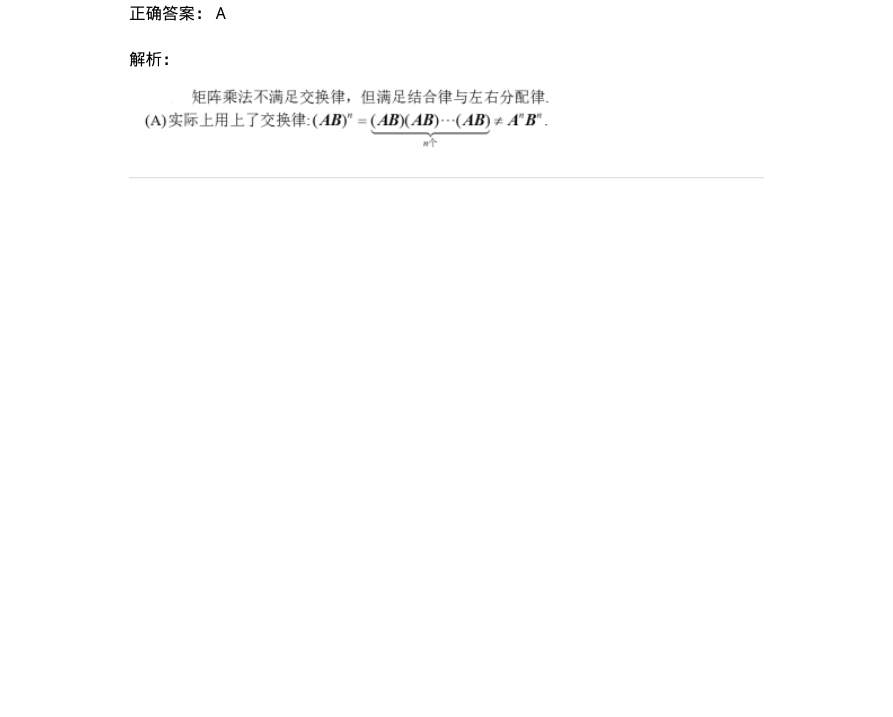 正确答案： A
解析：
矩阵乘法不满足交换律，但满足结合律与左右分配律.
(A)实际上用上了交换律:(AB)ⁿ = (AB)(AB)···(AB) ≠ AⁿBⁿ.
n个